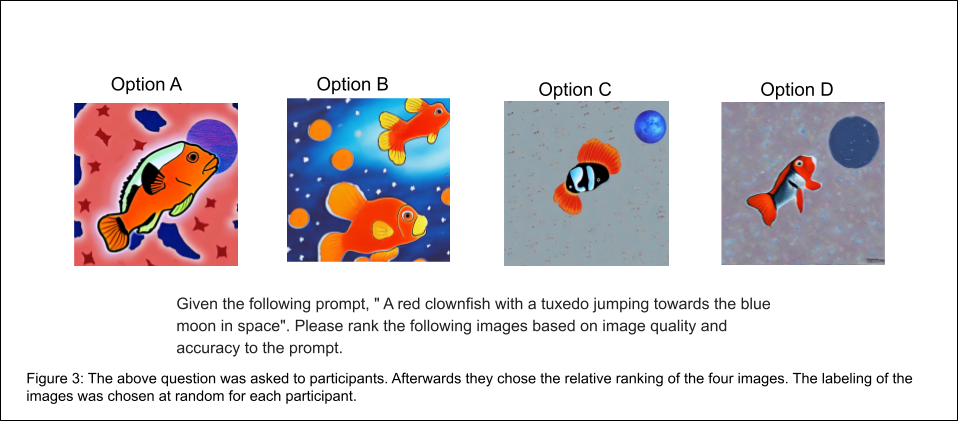 Option A
Option B
Option C
Option D
Given the following prompt, " A red clownfish with a tuxedo jumping towards the blue
moon in space". Please rank the following images based on image quality and
accuracy to the prompt.
Figure 3: The above question was asked to participants. Afterwards they chose the relative ranking of the four images. The labeling of the
images was chosen at random for each participant.